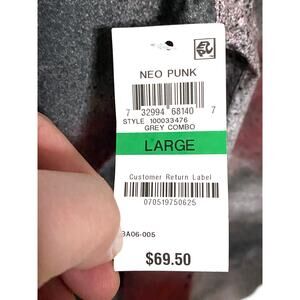 NEO PUNK
7 32994 68140 7
STYLE 100033476
GREY COMBO
LARGE
Customer Return Label
070519750625
3A06-005
$69.50